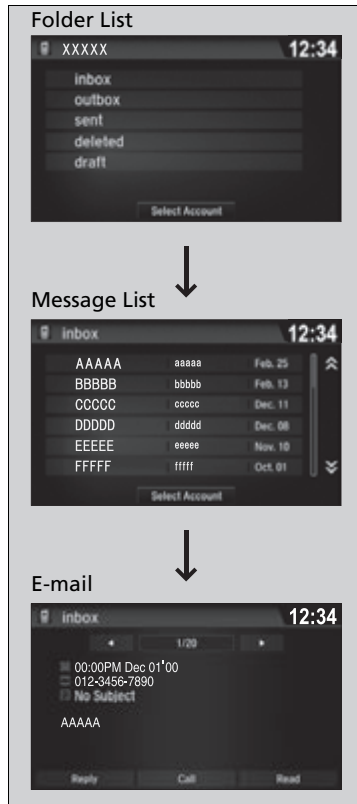 Folder List
XXXXX 12:34
inbox
outbox
sent
deleted
draft
Select Account
Message List
inbox 12:34
AAAAA aaaaa Feb. 25
BBBBB bbbbb Feb. 13
CCCCC ccccc Dec. 11
DDDDD ddddd Dec. 08
EEEEE eeeee Nov. 10
FFFFF fffff Oct. 01
Select Account
E-mail
inbox 12:34
1/20
00:00PM Dec 01'00
012-3456-7890
No Subject
AAAAA
Reply Call Read